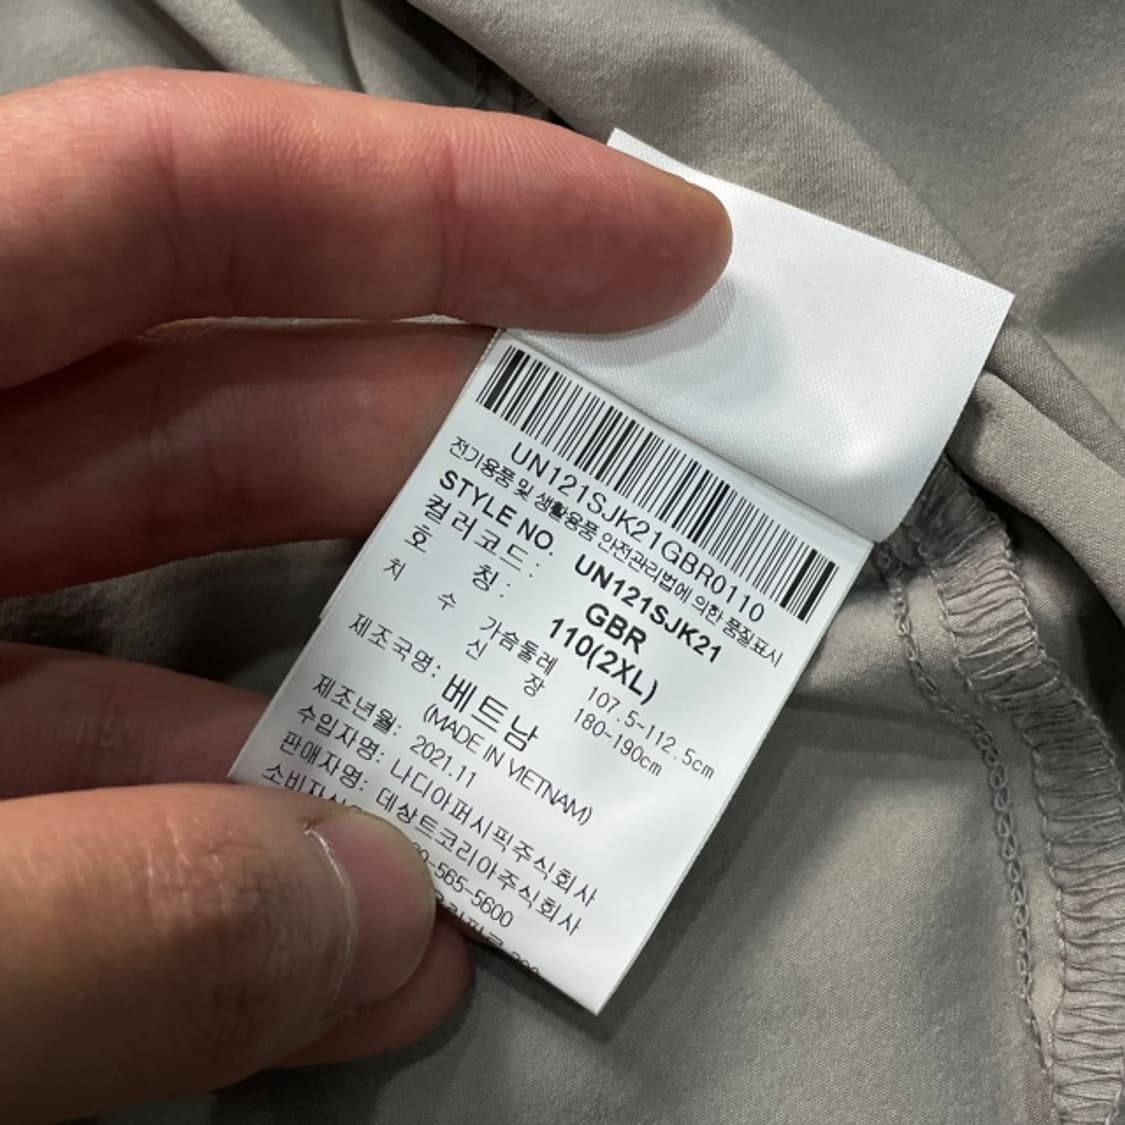 UN121SJK21GBR0110
전기용품 및 생활용품 안전관리법에 의한 품질표시
STYLE NO. UN121SJK21
컬러코드: GBR
호칭: 110(2XL)
치수 가슴둘레 107.5-112.5cm
신장 180-190cm
제조국명: 베트남
(MADE IN VIETNAM)
제조년월: 2021.11
수입자명: 나디아퍼시픽주식회사
판매자명: 데상트코리아주식회사
-565-5600